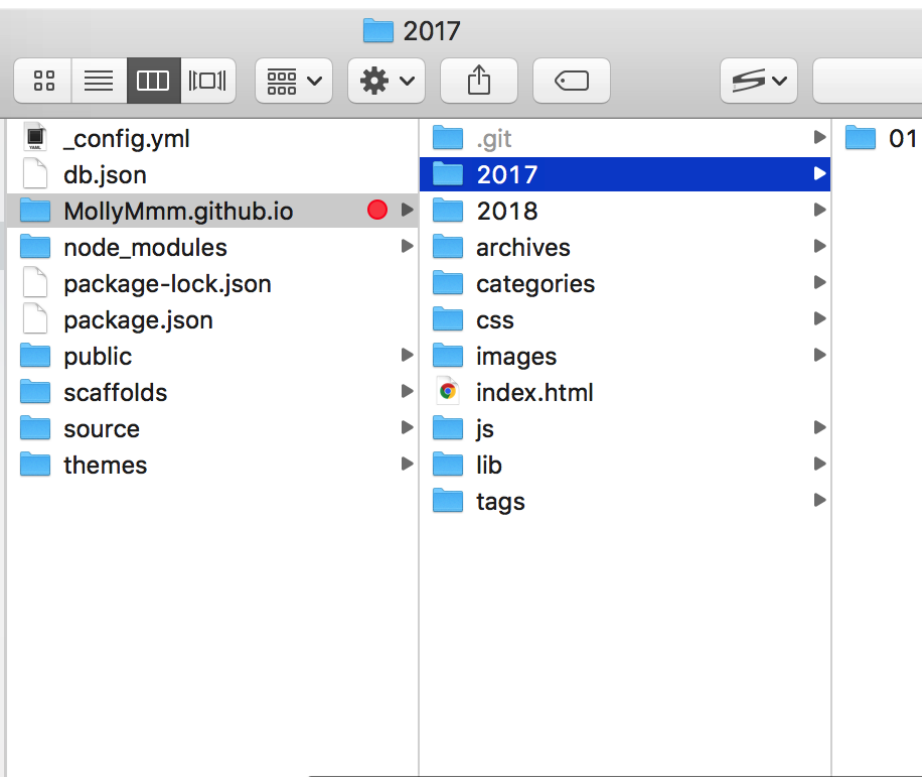 2017
_config.yml
db.json
MollyMmm.github.io
node_modules
package-lock.json
package.json
public
scaffolds
source
themes
.git
2017
2018
archives
categories
css
images
index.html
js
lib
tags
01